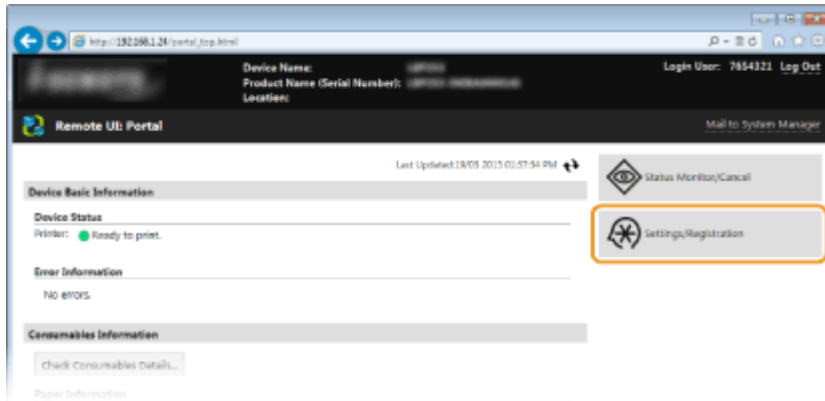 http://192.168.1.24/portal_top.html
Device Name:
Product Name (Serial Number):
Location:
Login User: 7654321 Log Out
Remote UI: Portal
Mail to System Manager
Last Updated:19/05 2015 01:57:54 PM
Status Monitor/Cancel
Device Basic Information
Device Status
Printer: Ready to print.
Settings/Registration
Error Information
No errors.
Consumables Information
Check Consumables Details...
Paper Information